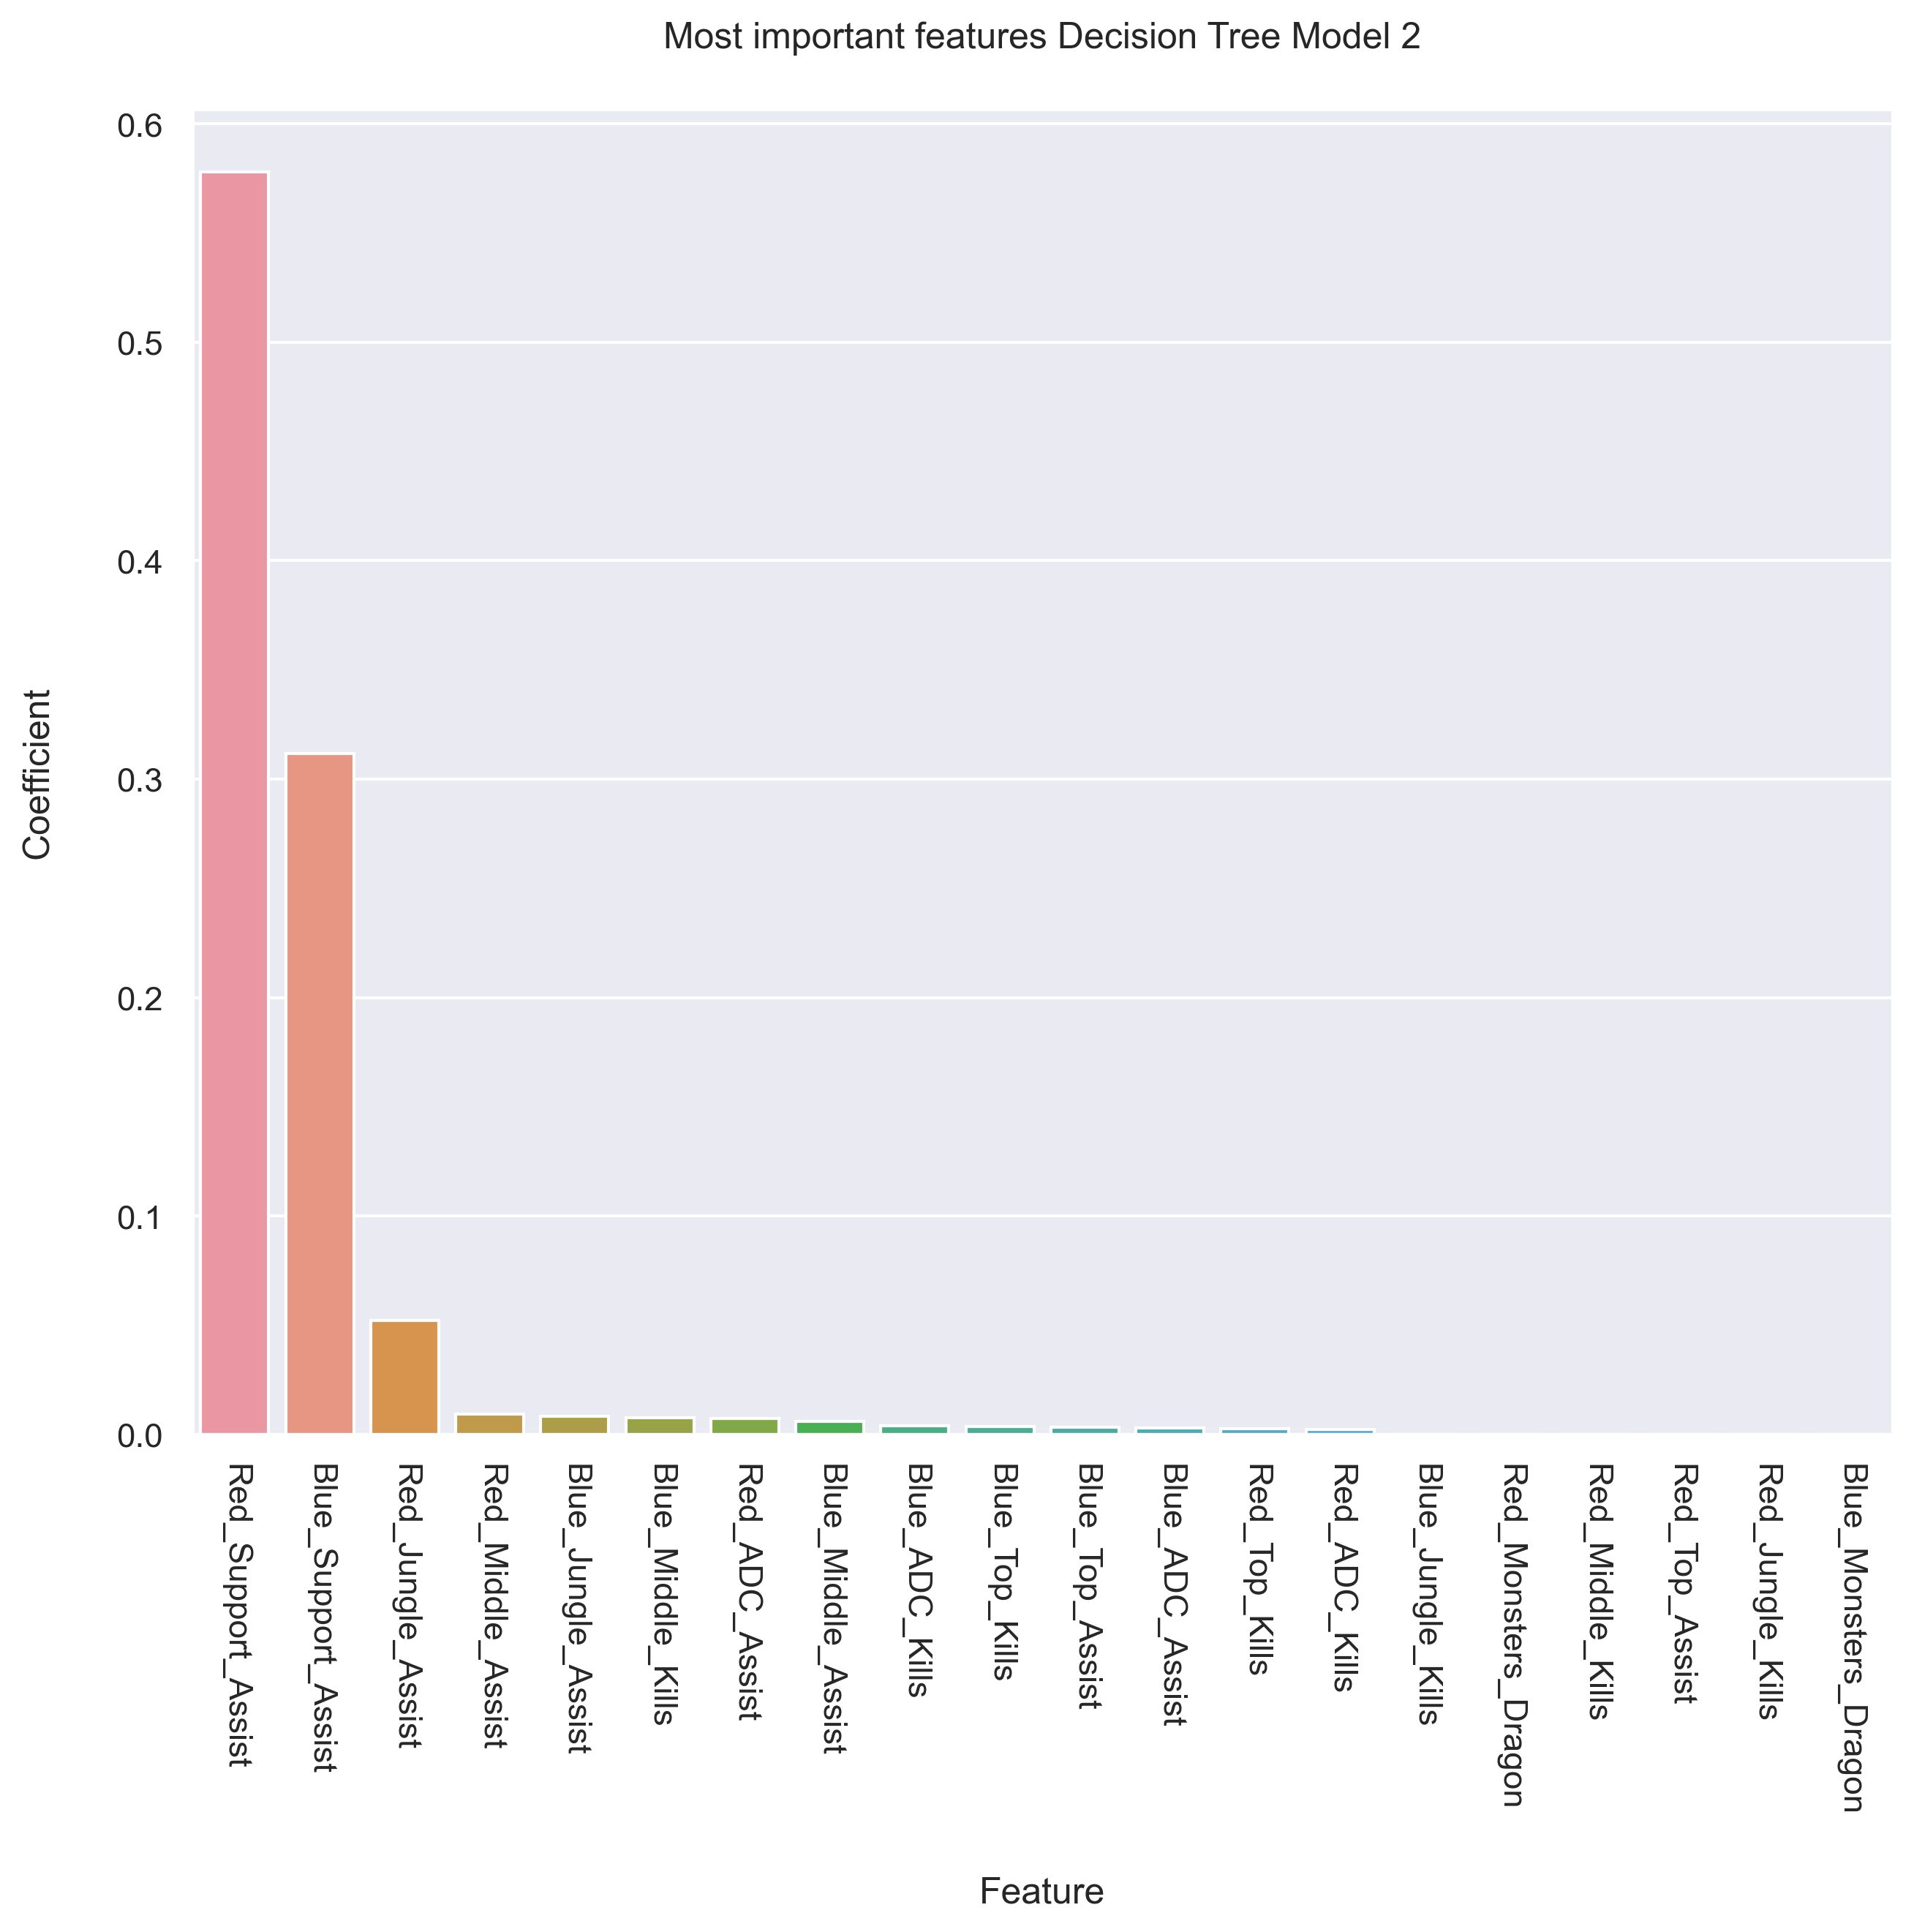 Most important features Decision Tree Model 2
Coefficient
0.6
0.5
0.4
0.3
0.2
0.1
0.0
Red_Support_Assist
Blue_Support_Assist
Red_Jungle_Assist
Red_Middle_Assist
Blue_Jungle_Assist
Blue_Middle_Kills
Red_ADC_Assist
Blue_Middle_Assist
Blue_ADC_Kills
Blue_Top_Kills
Blue_Top_Assist
Blue_ADC_Assist
Red_Top_Kills
Red_ADC_Kills
Blue_Jungle_Kills
Red_Monsters_Dragon
Red_Middle_Kills
Red_Top_Assist
Red_Jungle_Kills
Blue_Monsters_Dragon
Feature